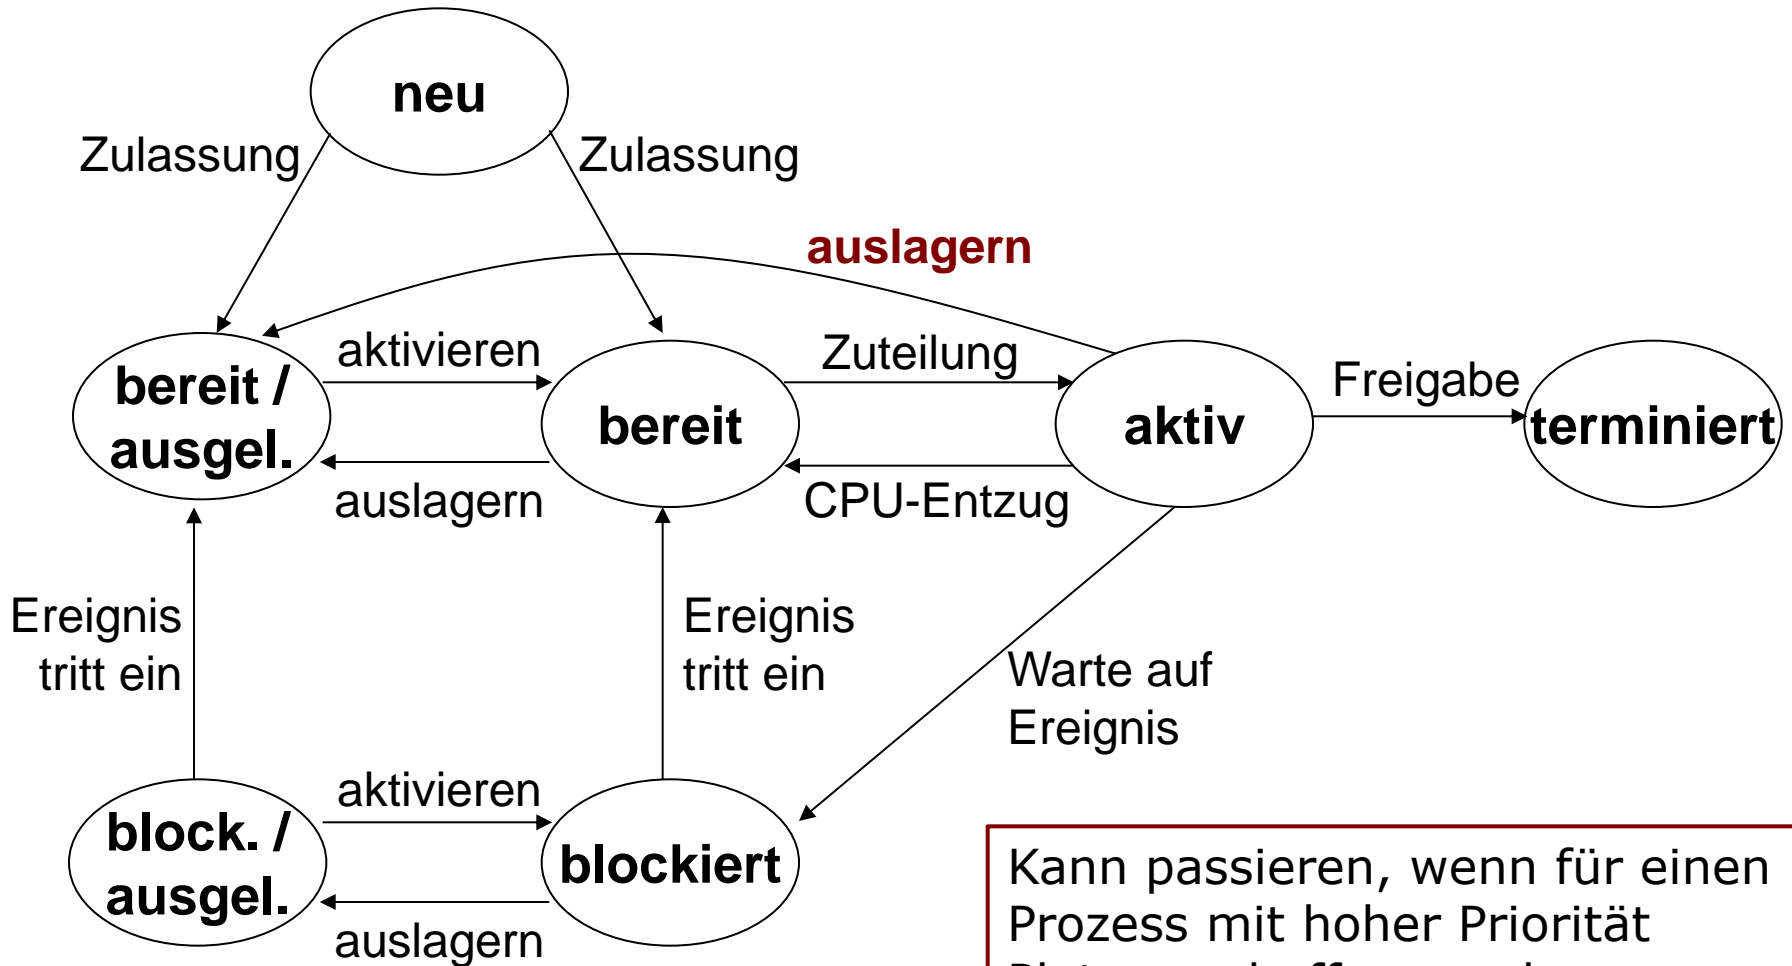 neu
Zulassung
Zulassung
auslagern
aktivieren
Zuteilung
Freigabe
bereit /
ausgel.
bereit
aktiv
terminiert
auslagern
CPU-Entzug
Ereignis
tritt ein
Ereignis
tritt ein
Warte auf
Ereignis
aktivieren
block. /
ausgel.
blockiert
auslagern
Kann passieren, wenn für einen
Prozess mit hoher Priorität